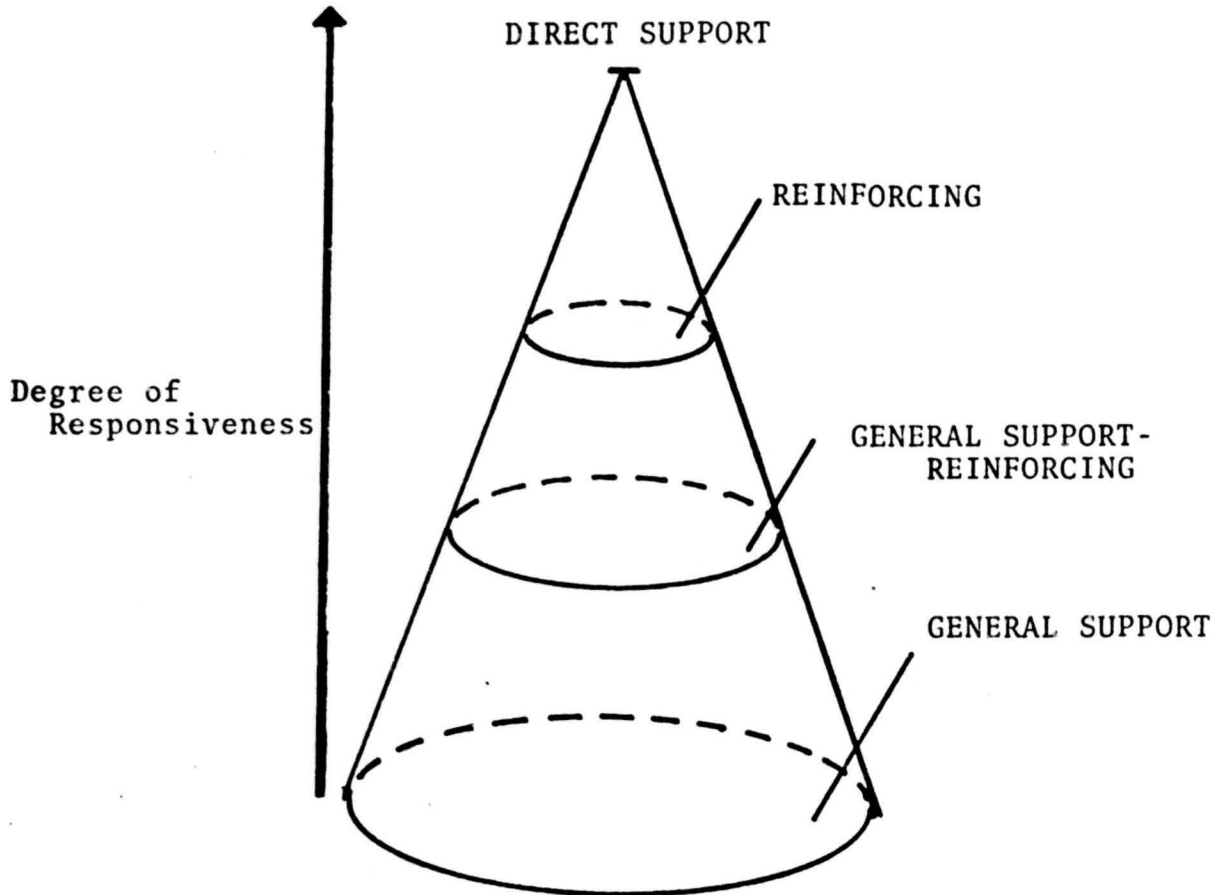 DIRECT SUPPORT
REINFORCING
Degree of
Responsiveness
GENERAL SUPPORT-
REINFORCING
GENERAL SUPPORT